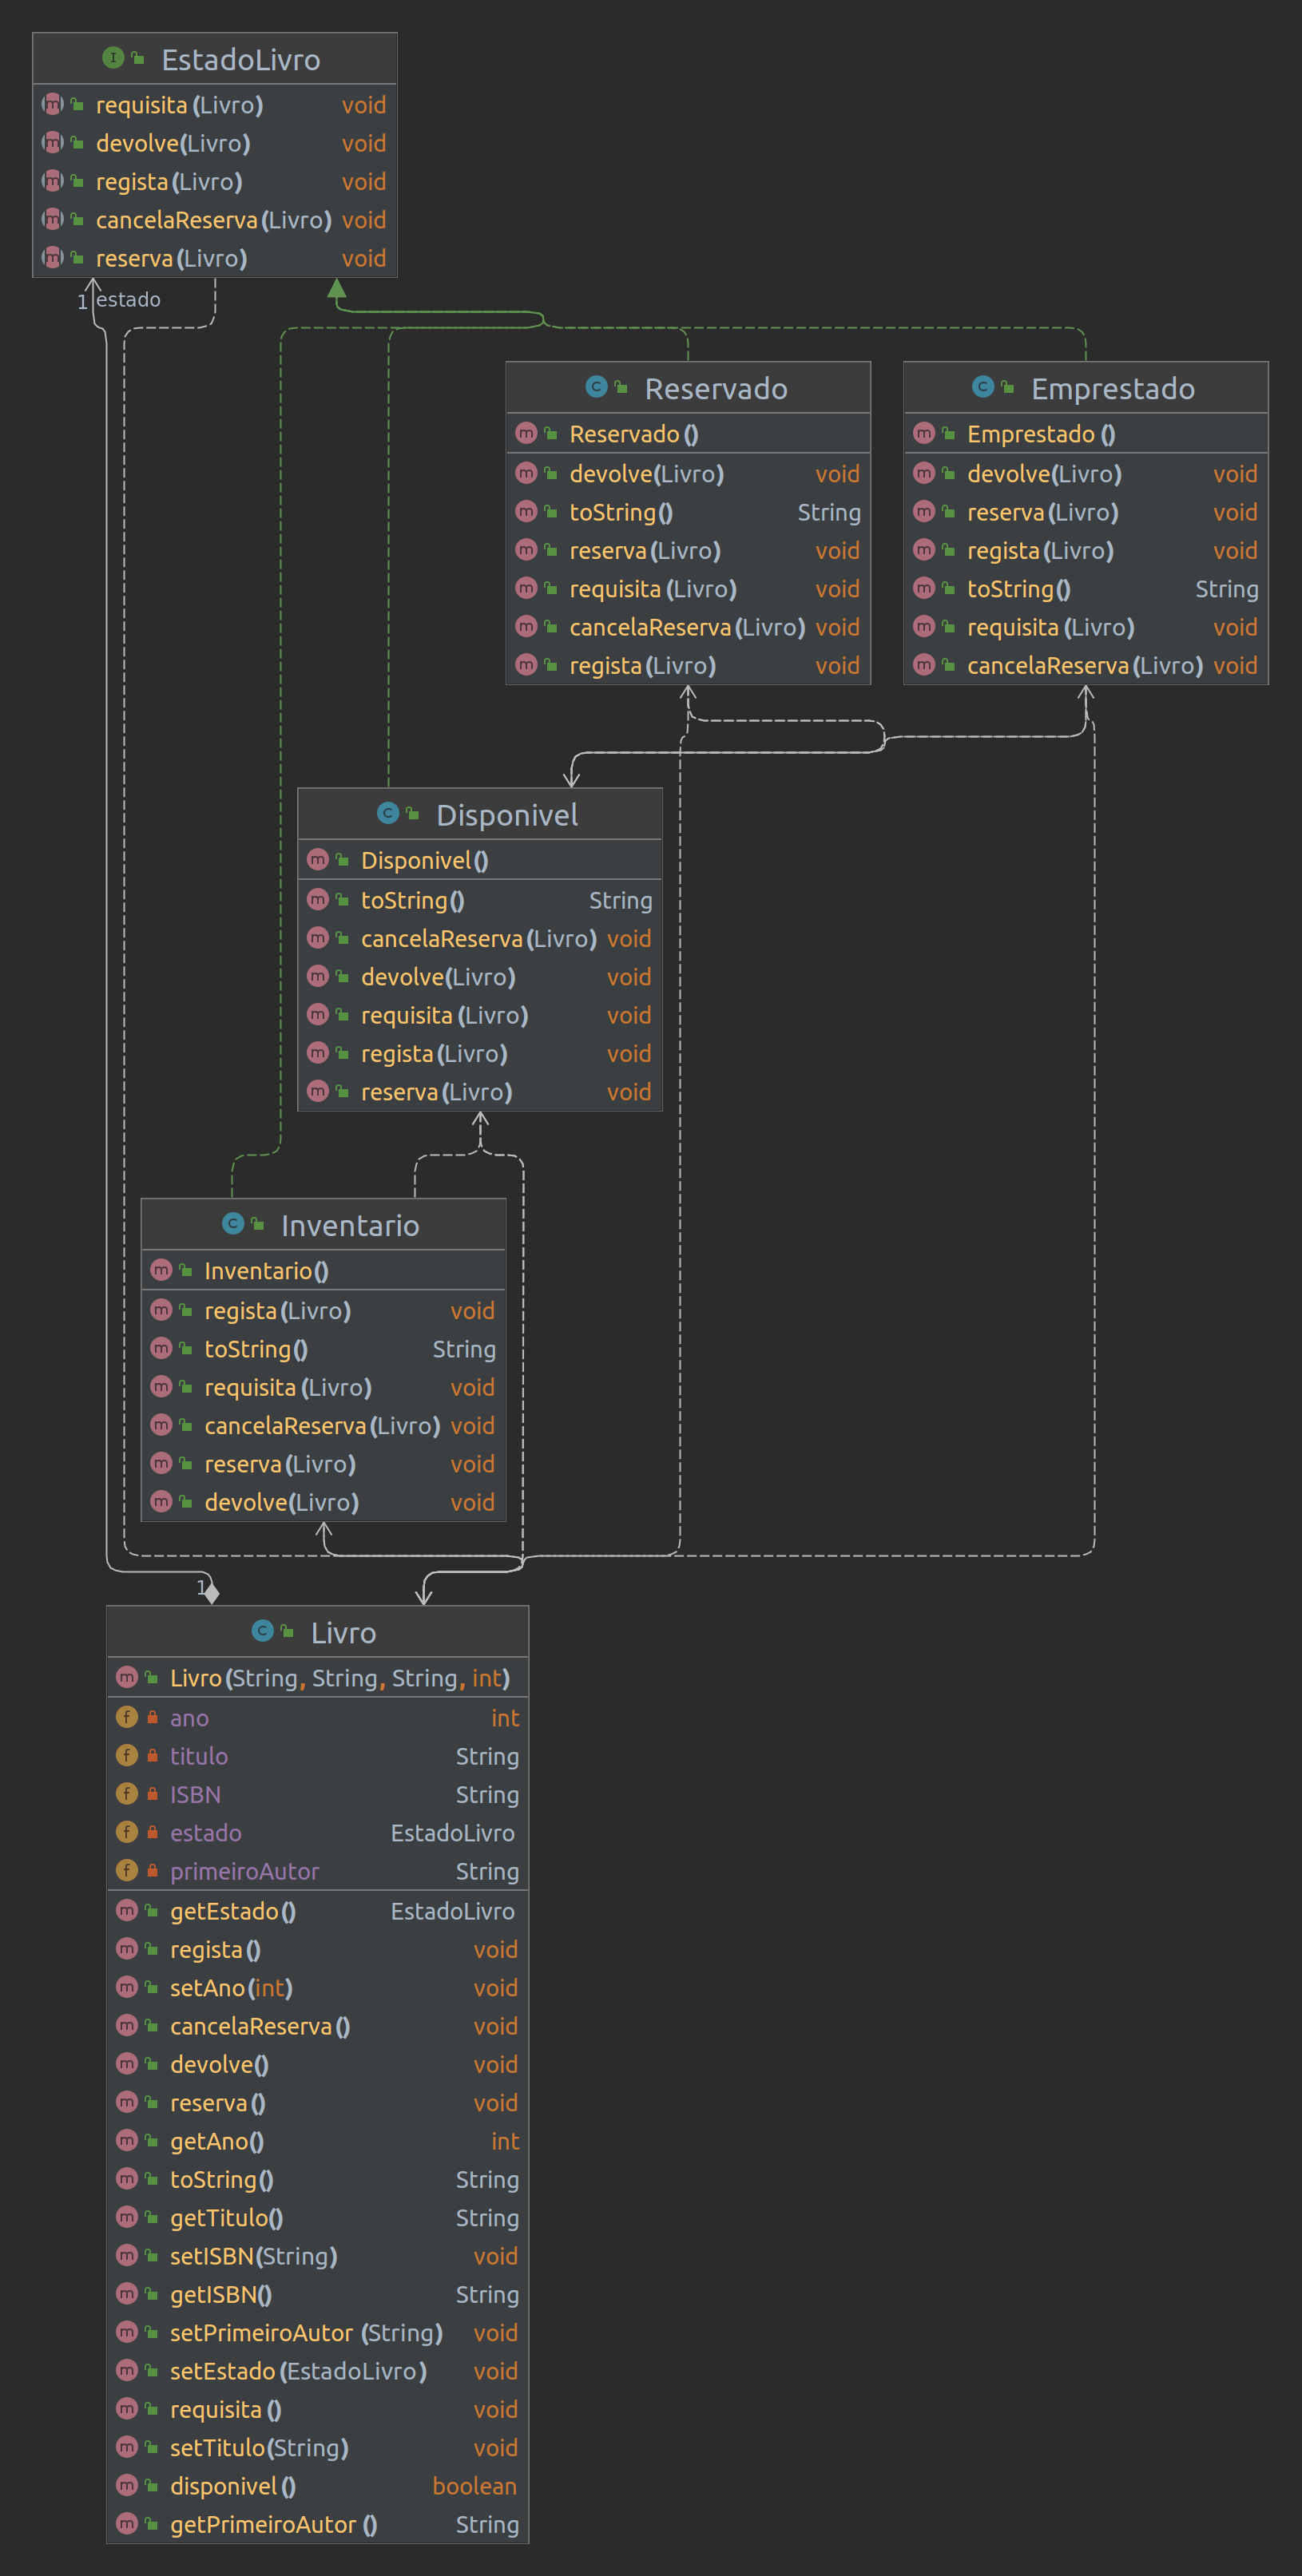 EstadoLivro
requisita(Livro) void
devolve(Livro) void
regista(Livro) void
cancelaReserva(Livro) void
reserva(Livro) void
1 estado
Reservado
Reservado()
devolve(Livro) void
toString() String
reserva(Livro) void
requisita(Livro) void
cancelaReserva(Livro) void
regista(Livro) void
Emprestado
Emprestado()
devolve(Livro) void
reserva(Livro) void
regista(Livro) void
toString() String
requisita(Livro) void
cancelaReserva(Livro) void
Disponivel
Disponivel()
toString() String
cancelaReserva(Livro) void
devolve(Livro) void
requisita(Livro) void
regista(Livro) void
reserva(Livro) void
Inventario
Inventario()
regista(Livro) void
toString() String
requisita(Livro) void
cancelaReserva(Livro) void
reserva(Livro) void
devolve(Livro) void
1
Livro
Livro(String, String, String, int)
ano int
titulo String
ISBN String
estado EstadoLivro
primeiroAutor String
getEstado() EstadoLivro
regista() void
setAno(int) void
cancelaReserva() void
devolve() void
reserva() void
getAno() int
toString() String
getTitulo() String
setISBN(String) void
getISBN() String
setPrimeiroAutor(String) void
setEstado(EstadoLivro) void
requisita() void
setTitulo(String) void
disponivel() boolean
getPrimeiroAutor() String